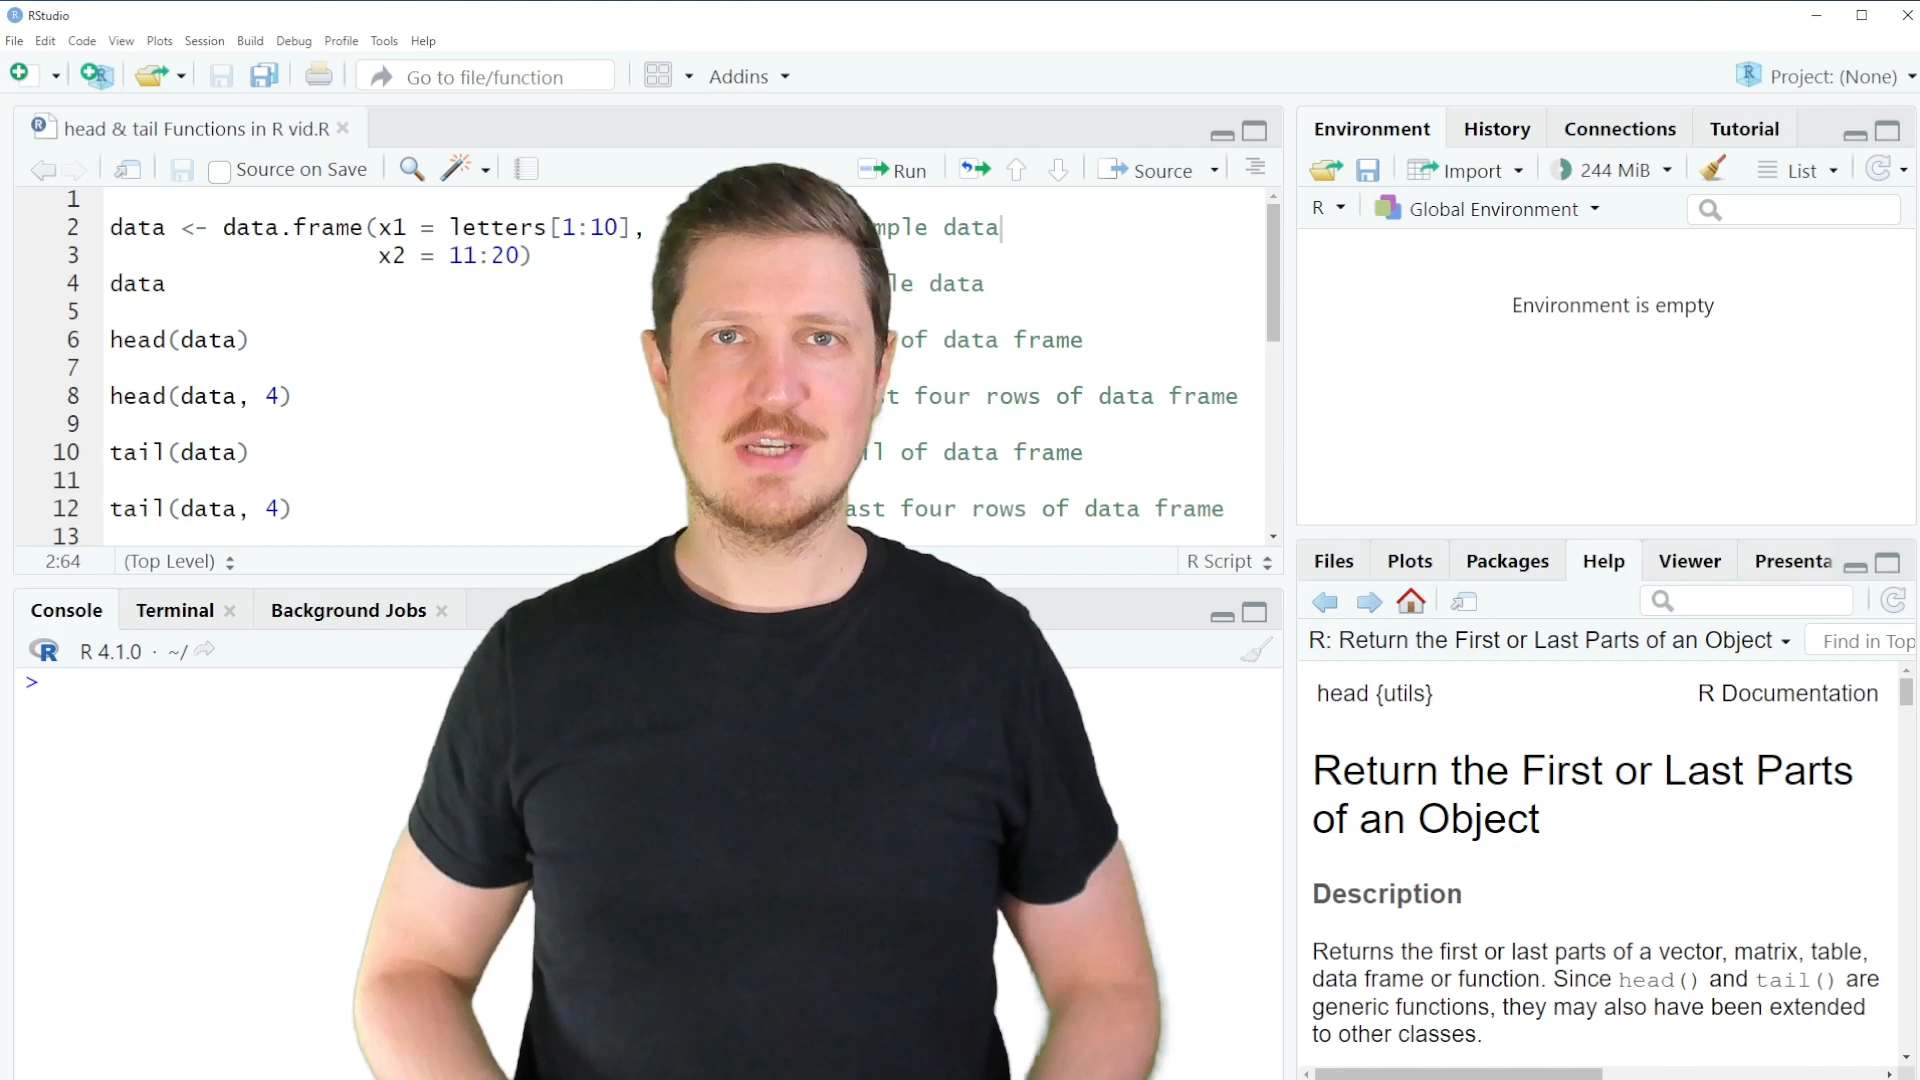 RStudio
File Edit Code View Plots Session Build Debug Profile Tools Help
Go to file/function Addins Project: (None)
head & tail Functions in R vid.R
Source on Save Run Source
1
2 data <- data.frame(x1 = letters[1:10], data
3 x2 = 11:20)
4 data data
5
6 head(data) of data frame
7
8 head(data, 4) four rows of data frame
9
10 tail(data) of data frame
11
12 tail(data, 4) four rows of data frame
13
2:64 (Top Level) R Script
Console Terminal Background Jobs
R 4.1.0 · ~/
>
Environment History Connections Tutorial
Import 244 MiB List
R Global Environment
Environment is empty
Files Plots Packages Help Viewer Presenta
R: Return the First or Last Parts of an Object Find in Top
head {utils} R Documentation
Return the First or Last Parts
of an Object
Description
Returns the first or last parts of a vector, matrix, table,
data frame or function. Since head() and tail() are
generic functions, they may also have been extended
to other classes.